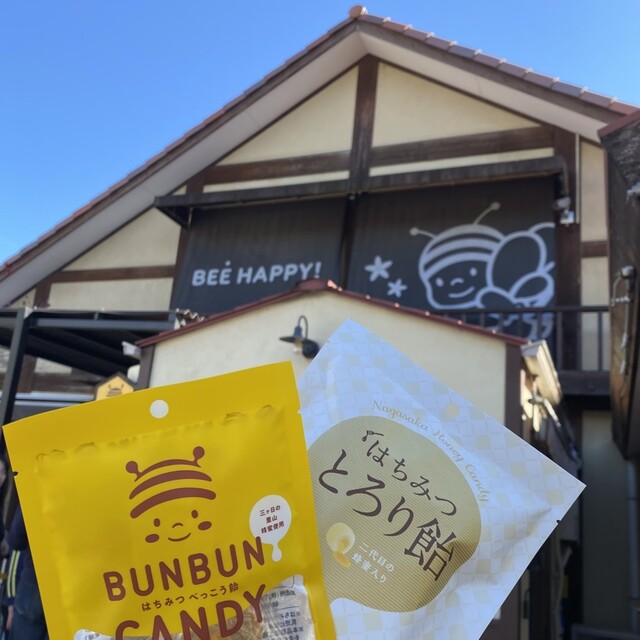 BEE HAPPY!
BUNBUN
はちみつべっこう飴
CANDY
三ヶ日の
里山
蜂蜜使用
Nagasaka Honey Candy
はちみつ
とろり飴
二代目の
蜂蜜入り